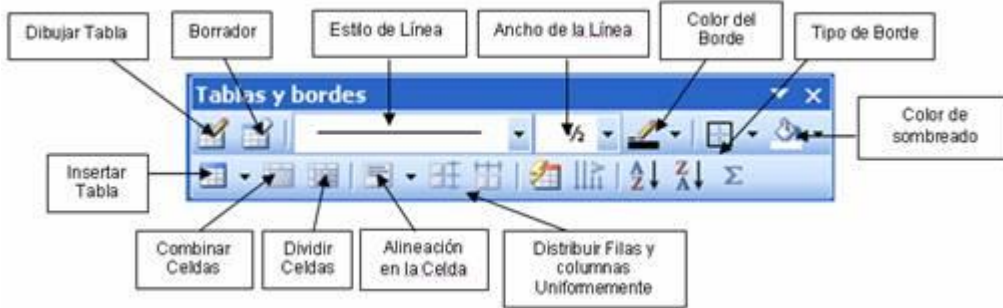 Dibujar Tabla
Borrador
Estilo de Línea
Ancho de la Línea
Color del
Borde
Tipo de Borde
Tablas y bordes
½
Color de
sombreado
Insertar
Tabla
A
Z
Z
A
Σ
Combinar
Celdas
Dividir
Celdas
Alineación
en la Celda
Distribuir Filas y
columnas
Uniformemente